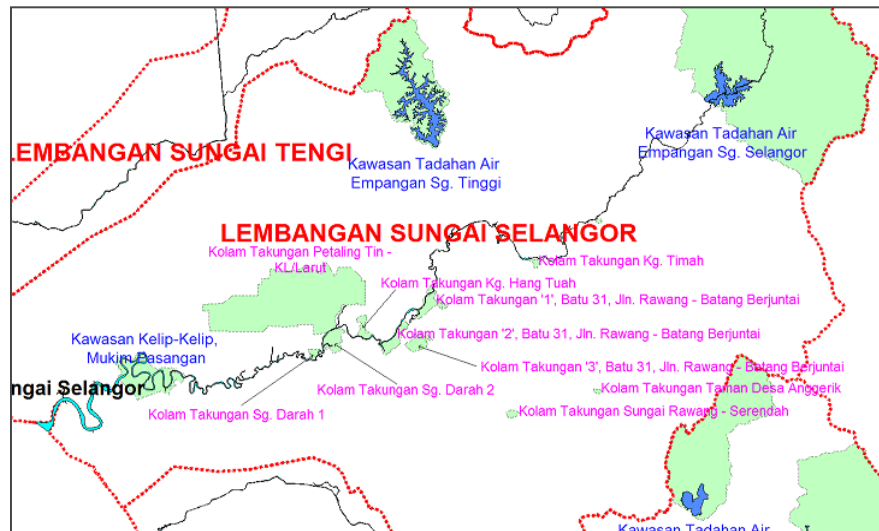 LEMBANGAN SUNGAI TENGI
Kawasan Tadahan Air
Empangan Sg. Tinggi
Kawasan Tadahan Air
Empangan Sg. Selangor
LEMBANGAN SUNGAI SELANGOR
Kolam Takungan Petaling Tin -
KL/Larut
Kolam Takungan Kg. Timah
Kolam Takungan Kg. Hang Tuah
Kolam Takungan '1', Batu 31, Jln. Rawang - Batang Berjuntai
Kolam Takungan '2', Batu 31, Jln. Rawang - Batang Berjuntai
Kawasan Kelip-Kelip,
Mukim Pasangan
Kolam Takungan '3', Batu 31, Jln. Rawang - Batang Berjuntai
ngai Selangor
Kolam Takungan Sg. Darah 2
Kolam Takungan Taman Desa Anggerik
Kolam Takungan Sg. Darah 1
Kolam Takungan Sungai Rawang - Serendah
Kawasan Tadahan Air